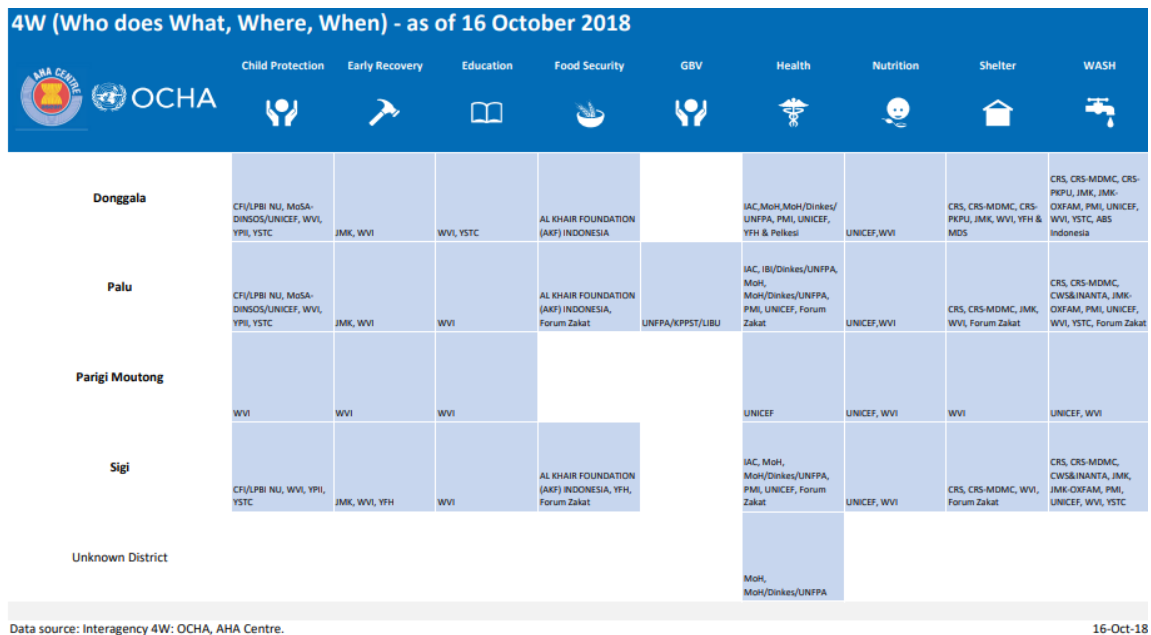 4W (Who does What, Where, When) - as of 16 October 2018
AHA CENTRE
OCHA
Child Protection
Early Recovery
Education
Food Security
GBV
Health
Nutrition
Shelter
WASH
Donggala
CFI/LPBI NU, MoSA-
DINSOS/UNICEF, WVI,
YPII, YSTC
JMK, WVI
WVI, YSTC
AL KHAIR FOUNDATION
(AKF) INDONESIA
IAC,MoH,MoH/Dinkes/
UNFPA, PMI, UNICEF,
YFH & Pelkesi
UNICEF,WVI
CRS, CRS-MDMC, CRS-
PKPU, JMK, WVI, YFH &
MDS
CRS, CRS-MDMC, CRS-
PKPU, JMK, JMK-
OXFAM, PMI, UNICEF,
WVI, YSTC, ABS
Indonesia
Palu
CFI/LPBI NU, MoSA-
DINSOS/UNICEF, WVI,
YPII, YSTC
JMK, WVI
WVI
AL KHAIR FOUNDATION
(AKF) INDONESIA,
Forum Zakat
UNFPA/KPPST/LIBU
IAC, IBI/Dinkes/UNFPA,
MoH,
MoH/Dinkes/UNFPA,
PMI, UNICEF, Forum
Zakat
UNICEF,WVI
CRS, CRS-MDMC, JMK,
WVI, Forum Zakat
CRS, CRS-MDMC,
CWS&INANTA, JMK-
OXFAM, PMI, UNICEF,
WVI, YSTC, Forum Zakat
Parigi Moutong
WVI
WVI
WVI
UNICEF
UNICEF, WVI
WVI
UNICEF, WVI
Sigi
CFI/LPBI NU, WVI, YPII,
YSTC
JMK, WVI, YFH
WVI
AL KHAIR FOUNDATION
(AKF) INDONESIA, YFH,
Forum Zakat
IAC, MoH,
MoH/Dinkes/UNFPA,
PMI, UNICEF, Forum
Zakat
UNICEF, WVI
CRS, CRS-MDMC, WVI,
Forum Zakat
CRS, CRS-MDMC,
CWS&INANTA, JMK,
JMK-OXFAM, PMI,
UNICEF, WVI, YSTC
Unknown District
MoH,
MoH/Dinkes/UNFPA
Data source: Interagency 4W: OCHA, AHA Centre.
16-Oct-18